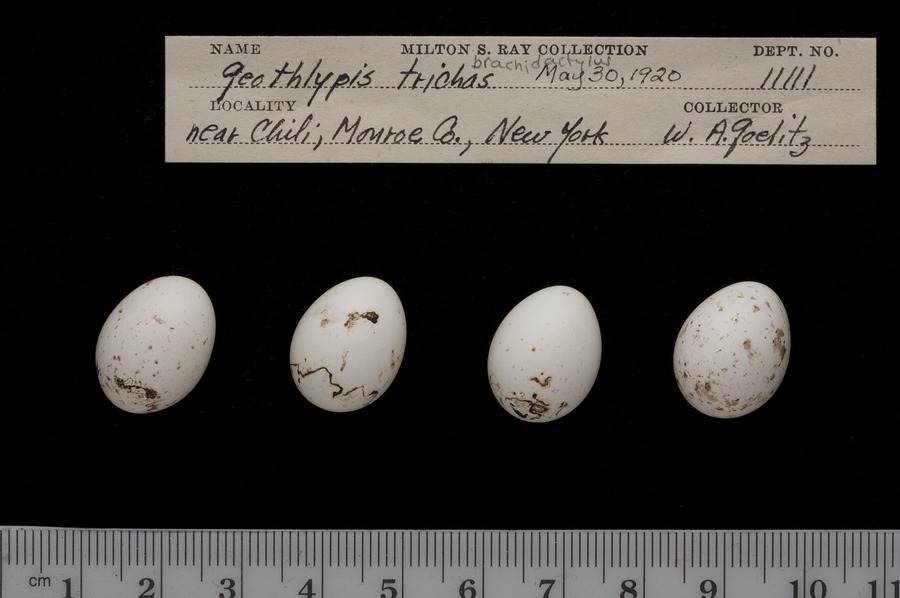 NAME MILTON S. RAY COLLECTION DEPT. NO.
brachidactylus
Geothlypis trichas May 30, 1920 11111
LOCALITY COLLECTOR
near Chili, Monroe Co., New York W. A. Goelitz
cm 1 2 3 4 5 6 7 8 9 10 11